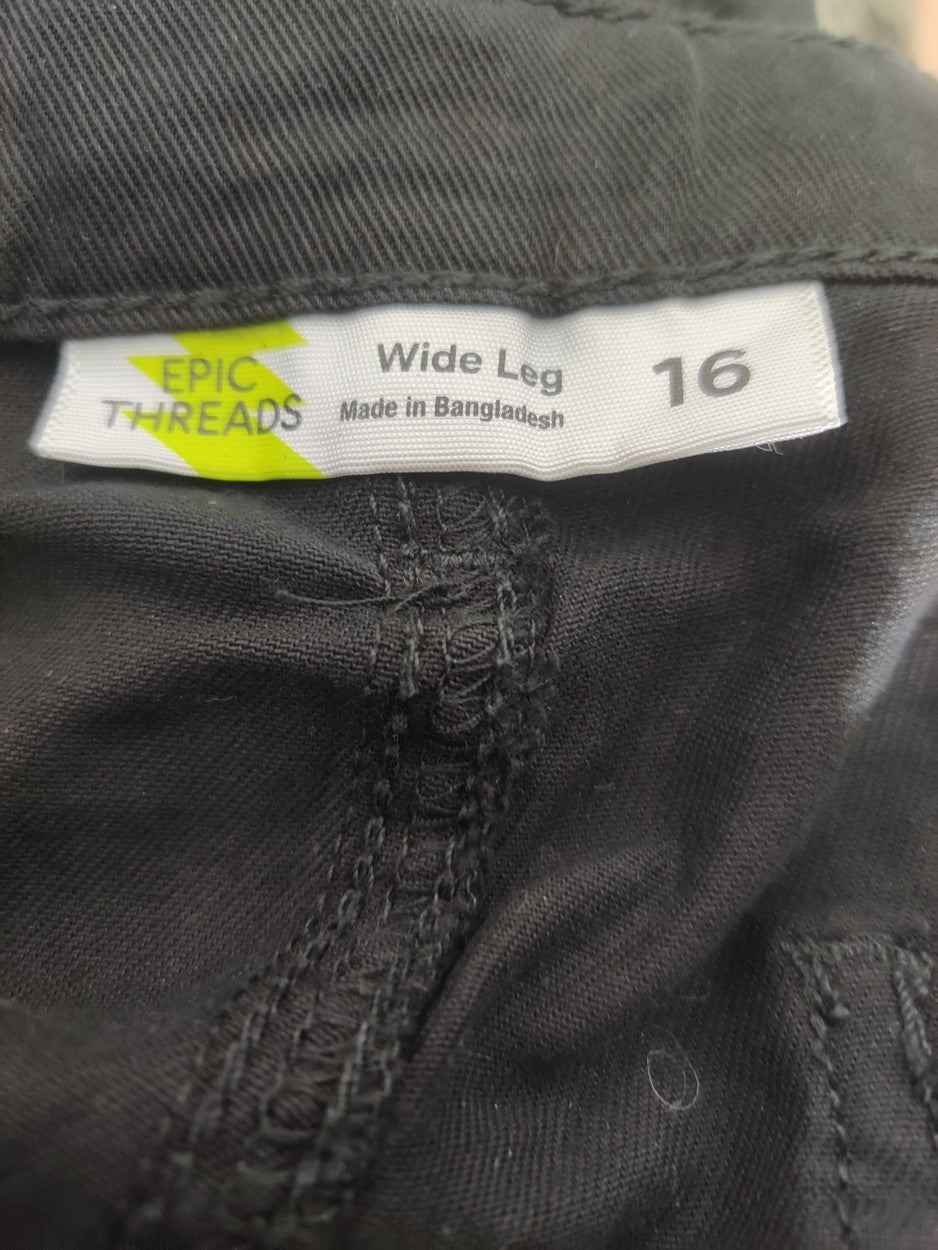 EPIC
THREADS
Wide Leg
Made in Bangladesh
16